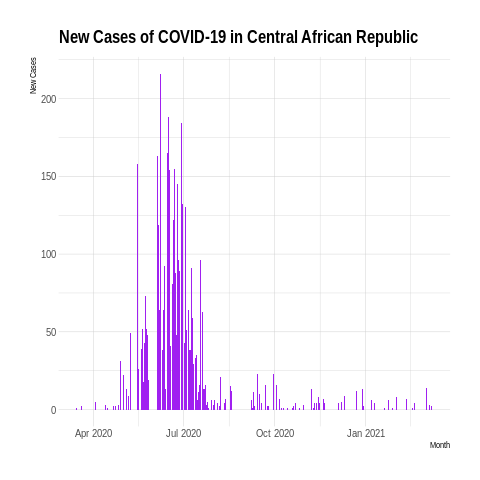 New Cases of COVID-19 in Central African Republic
New Cases
200
150
100
50
0
Apr 2020
Jul 2020
Oct 2020
Jan 2021
Month